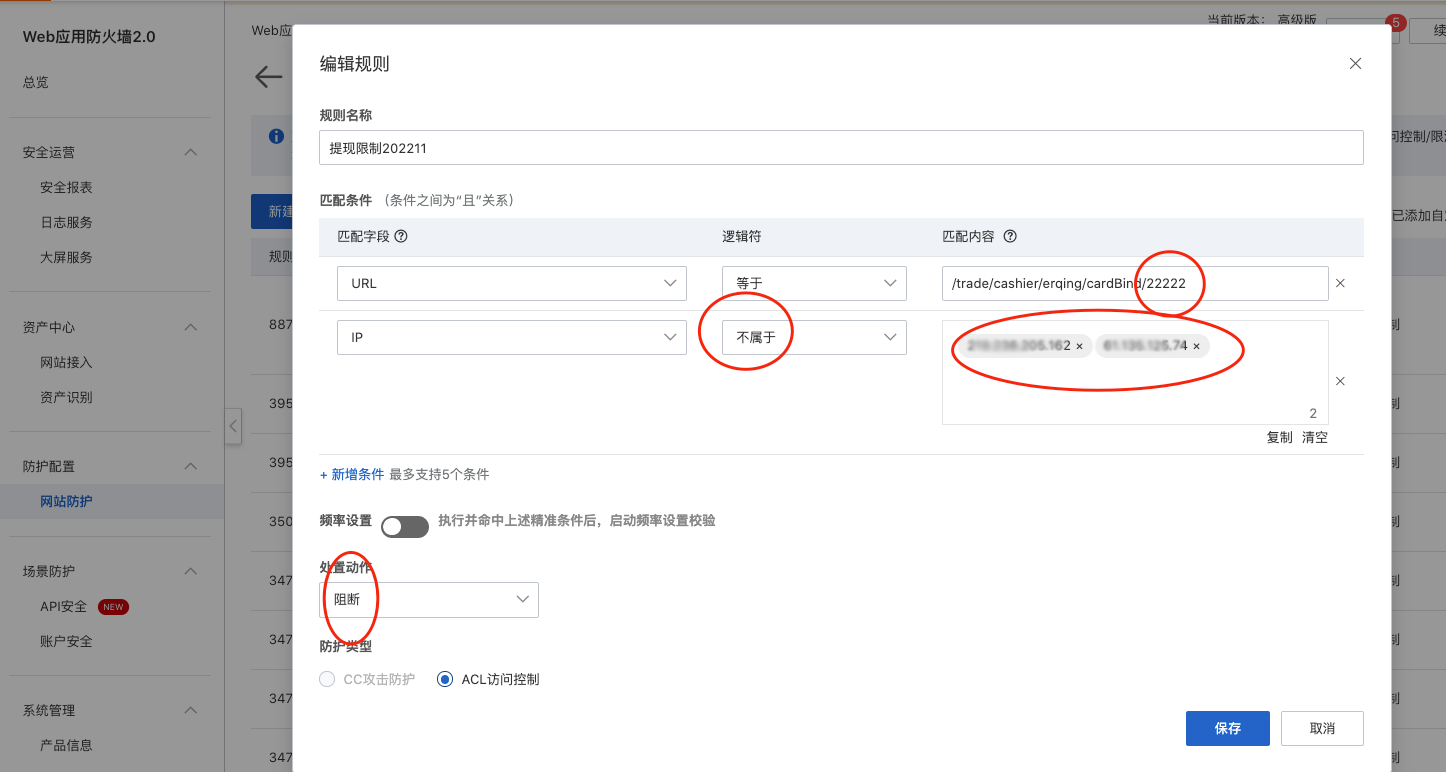 Web应用防火墙2.0
总览
安全运营
安全报表
日志服务
大屏服务
资产中心
网站接入
资产识别
防护配置
网站防护
场景防护
API安全 NEW
账户安全
系统管理
产品信息
Web应
当前版本： 高级版
5
续
问控制/限
新建
已添加自
规则
887
395
395
350
347
347
347
347
制
制
制
制
制
制
制
制
编辑规则
规则名称
提现限制202211
匹配条件 （条件之间为“且”关系）
匹配字段 ? 逻辑符 匹配内容 ?
URL 等于 /trade/cashier/erqing/cardBind/22222
IP 不属于 .162 × .74 ×
2
复制 清空
+ 新增条件 最多支持5个条件
频率设置 执行并命中上述精准条件后，启动频率设置校验
处置动作
阻断
防护类型
CC攻击防护 ACL访问控制
保存 取消